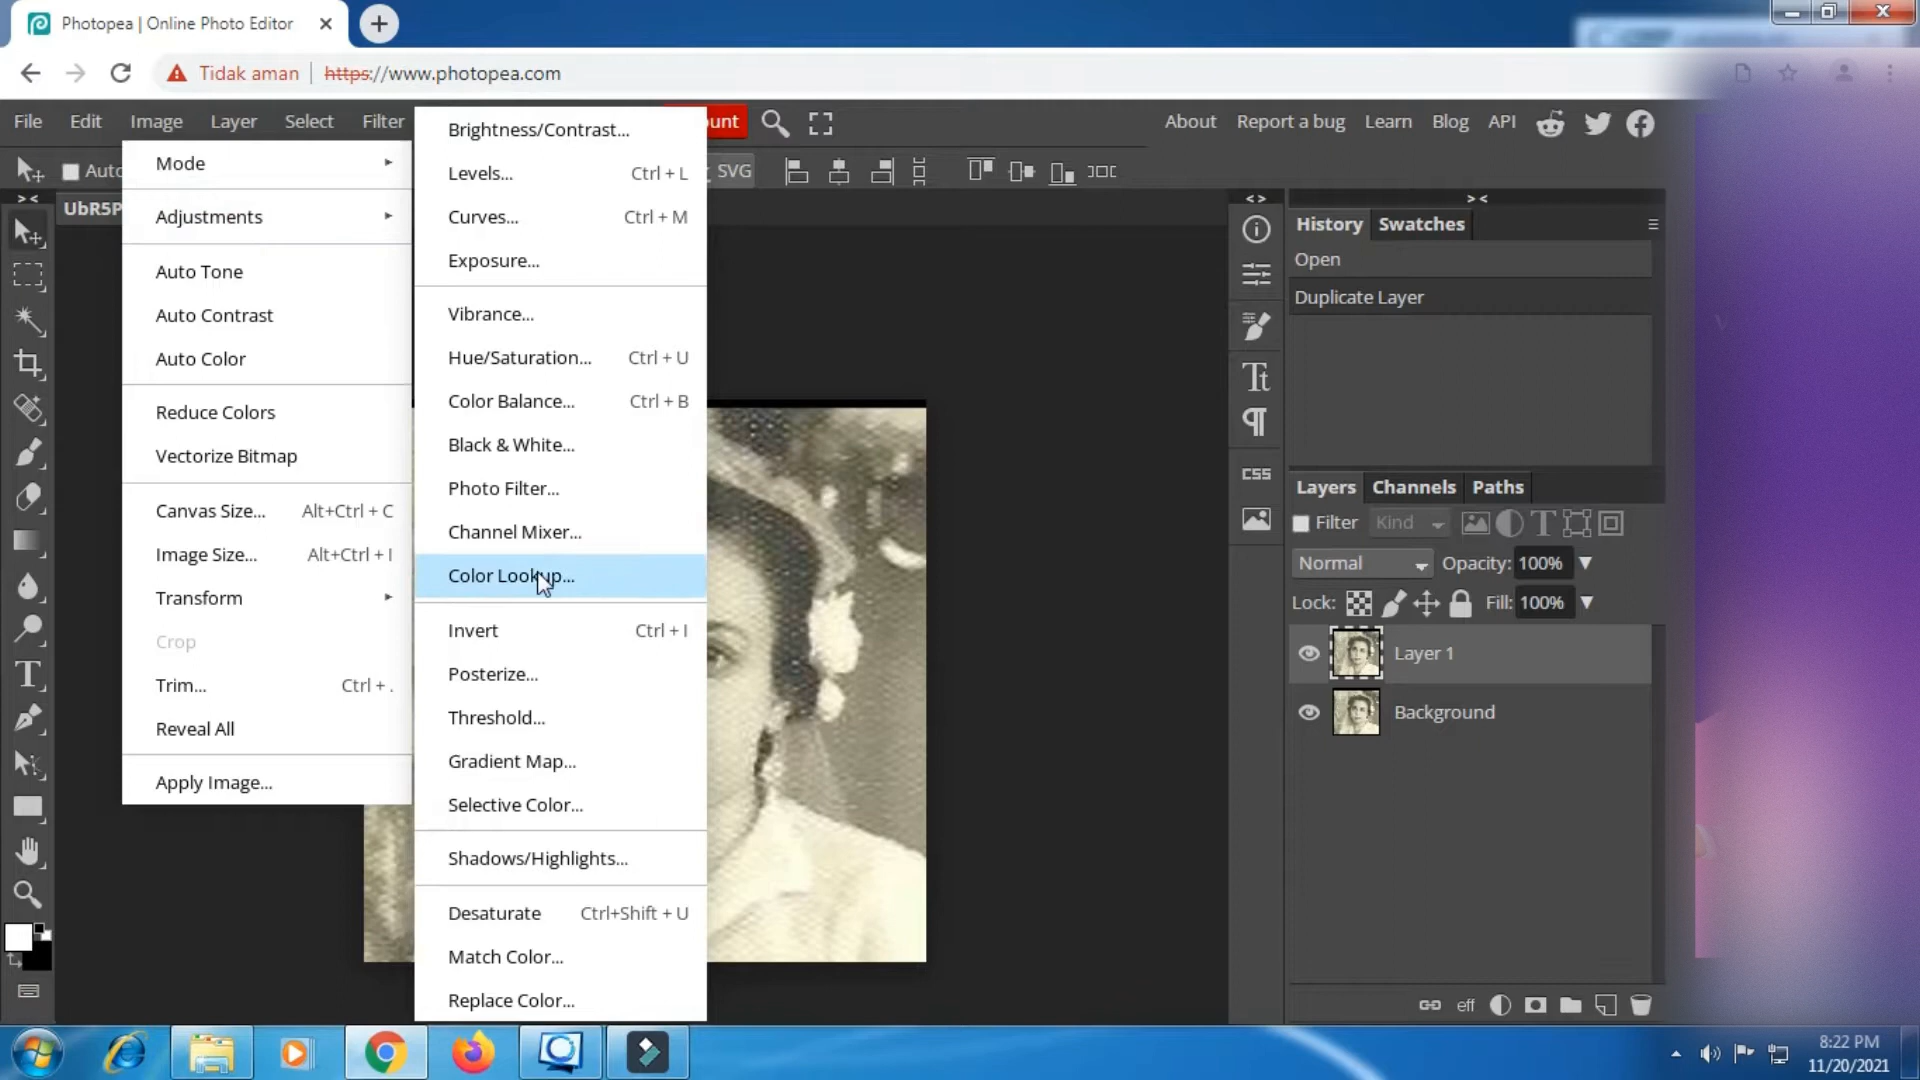 Photopea | Online Photo Editor
Tidak aman https://www.photopea.com
File Edit Image Layer Select Filter
About Report a bug Learn Blog API
SVG
Mode
Adjustments
Auto Tone
Auto Contrast
Auto Color
Reduce Colors
Vectorize Bitmap
Canvas Size... Alt+Ctrl + C
Image Size... Alt+Ctrl + I
Transform
Crop
Trim... Ctrl + .
Reveal All
Apply Image...
Brightness/Contrast...
Levels... Ctrl + L
Curves... Ctrl + M
Exposure...
Vibrance...
Hue/Saturation... Ctrl + U
Color Balance... Ctrl + B
Black & White...
Photo Filter...
Channel Mixer...
Color Lookup...
Invert Ctrl + I
Posterize...
Threshold...
Gradient Map...
Selective Color...
Shadows/Highlights...
Desaturate Ctrl+Shift + U
Match Color...
Replace Color...
CSS
History Swatches
Open
Duplicate Layer
Layers Channels Paths
Filter Kind
Normal Opacity: 100%
Lock: Fill: 100%
Layer 1
Background
eff
8:22 PM
11/20/2021